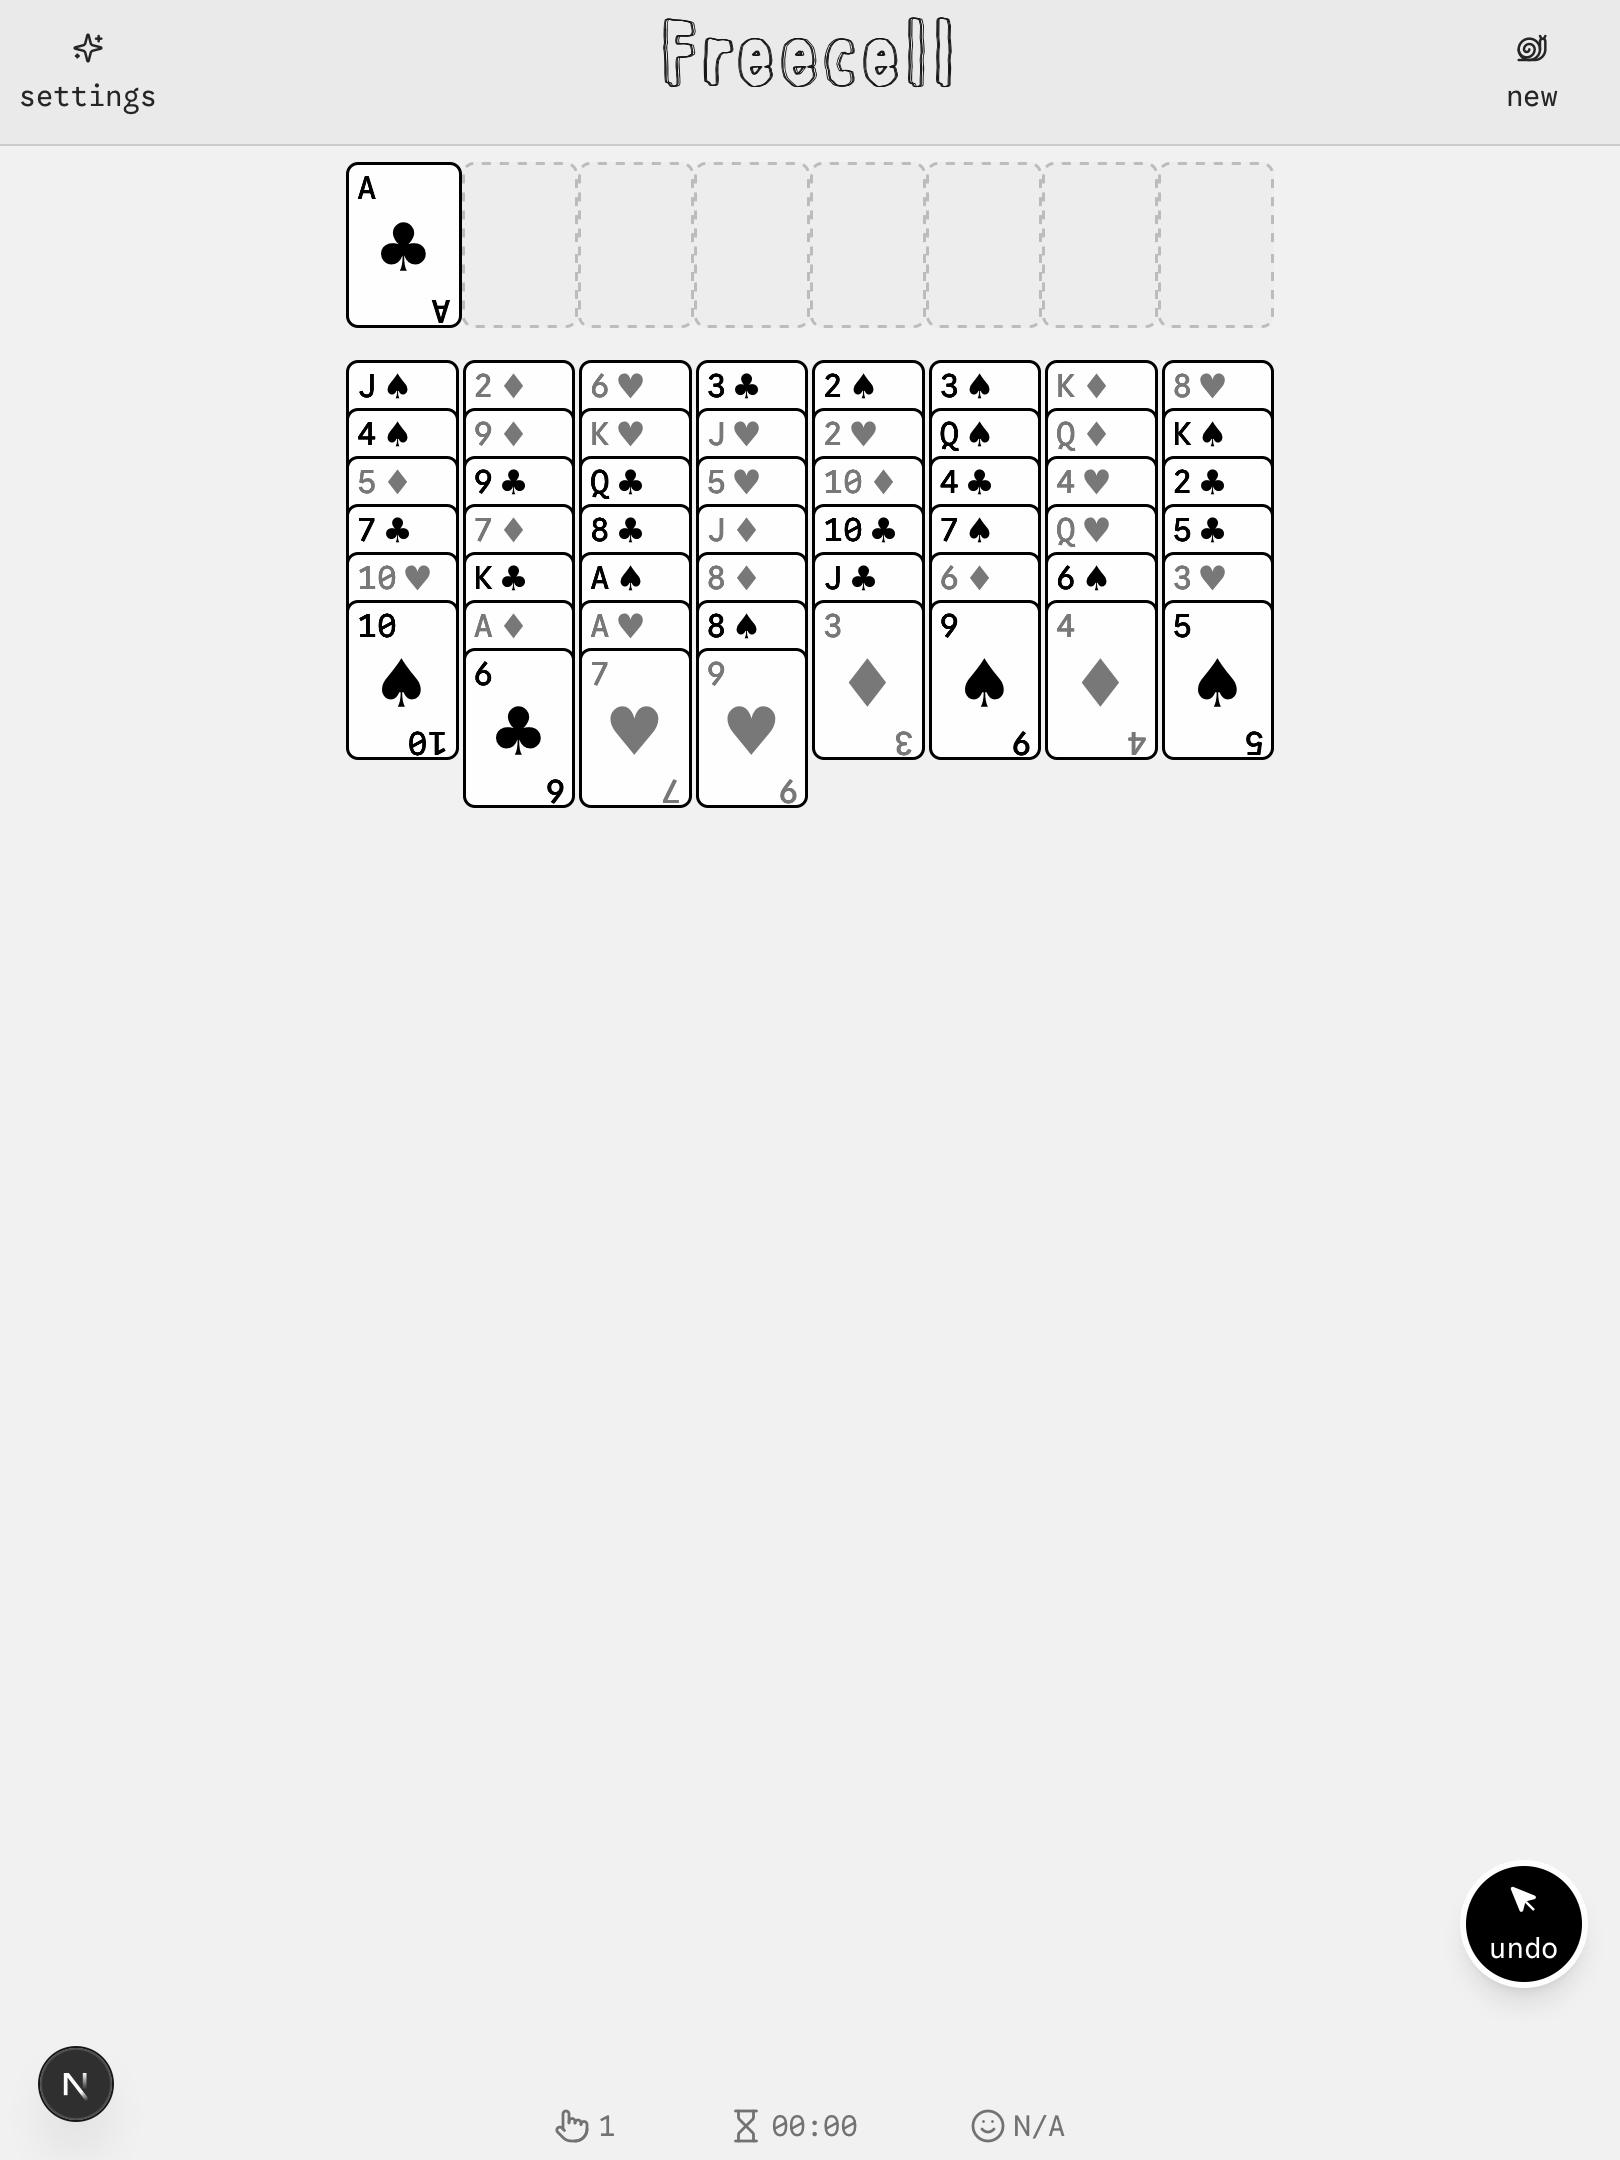 Freecell
settings
new
A ♣ A
J♠ 2♦ 6♥ 3♣ 2♠ 3♠ K♦ 8♥
4♠ 9♦ K♥ J♥ 2♥ Q♠ Q♦ K♠
5♦ 9♣ Q♣ 5♥ 10♦ 4♣ 4♥ 2♣
7♣ 7♦ 8♣ J♦ 10♣ 7♠ Q♥ 5♣
10♥ K♣ A♠ 8♦ J♣ 6♦ 6♠ 3♥
10 A♦ A♥ 8♠ 3 9 4 5
6 7 9
♠ ♦ ♠ ♦ ♠
♣ ♥ ♥
10 3 9 4 5
6 7 9
undo
N
1 00:00 N/A